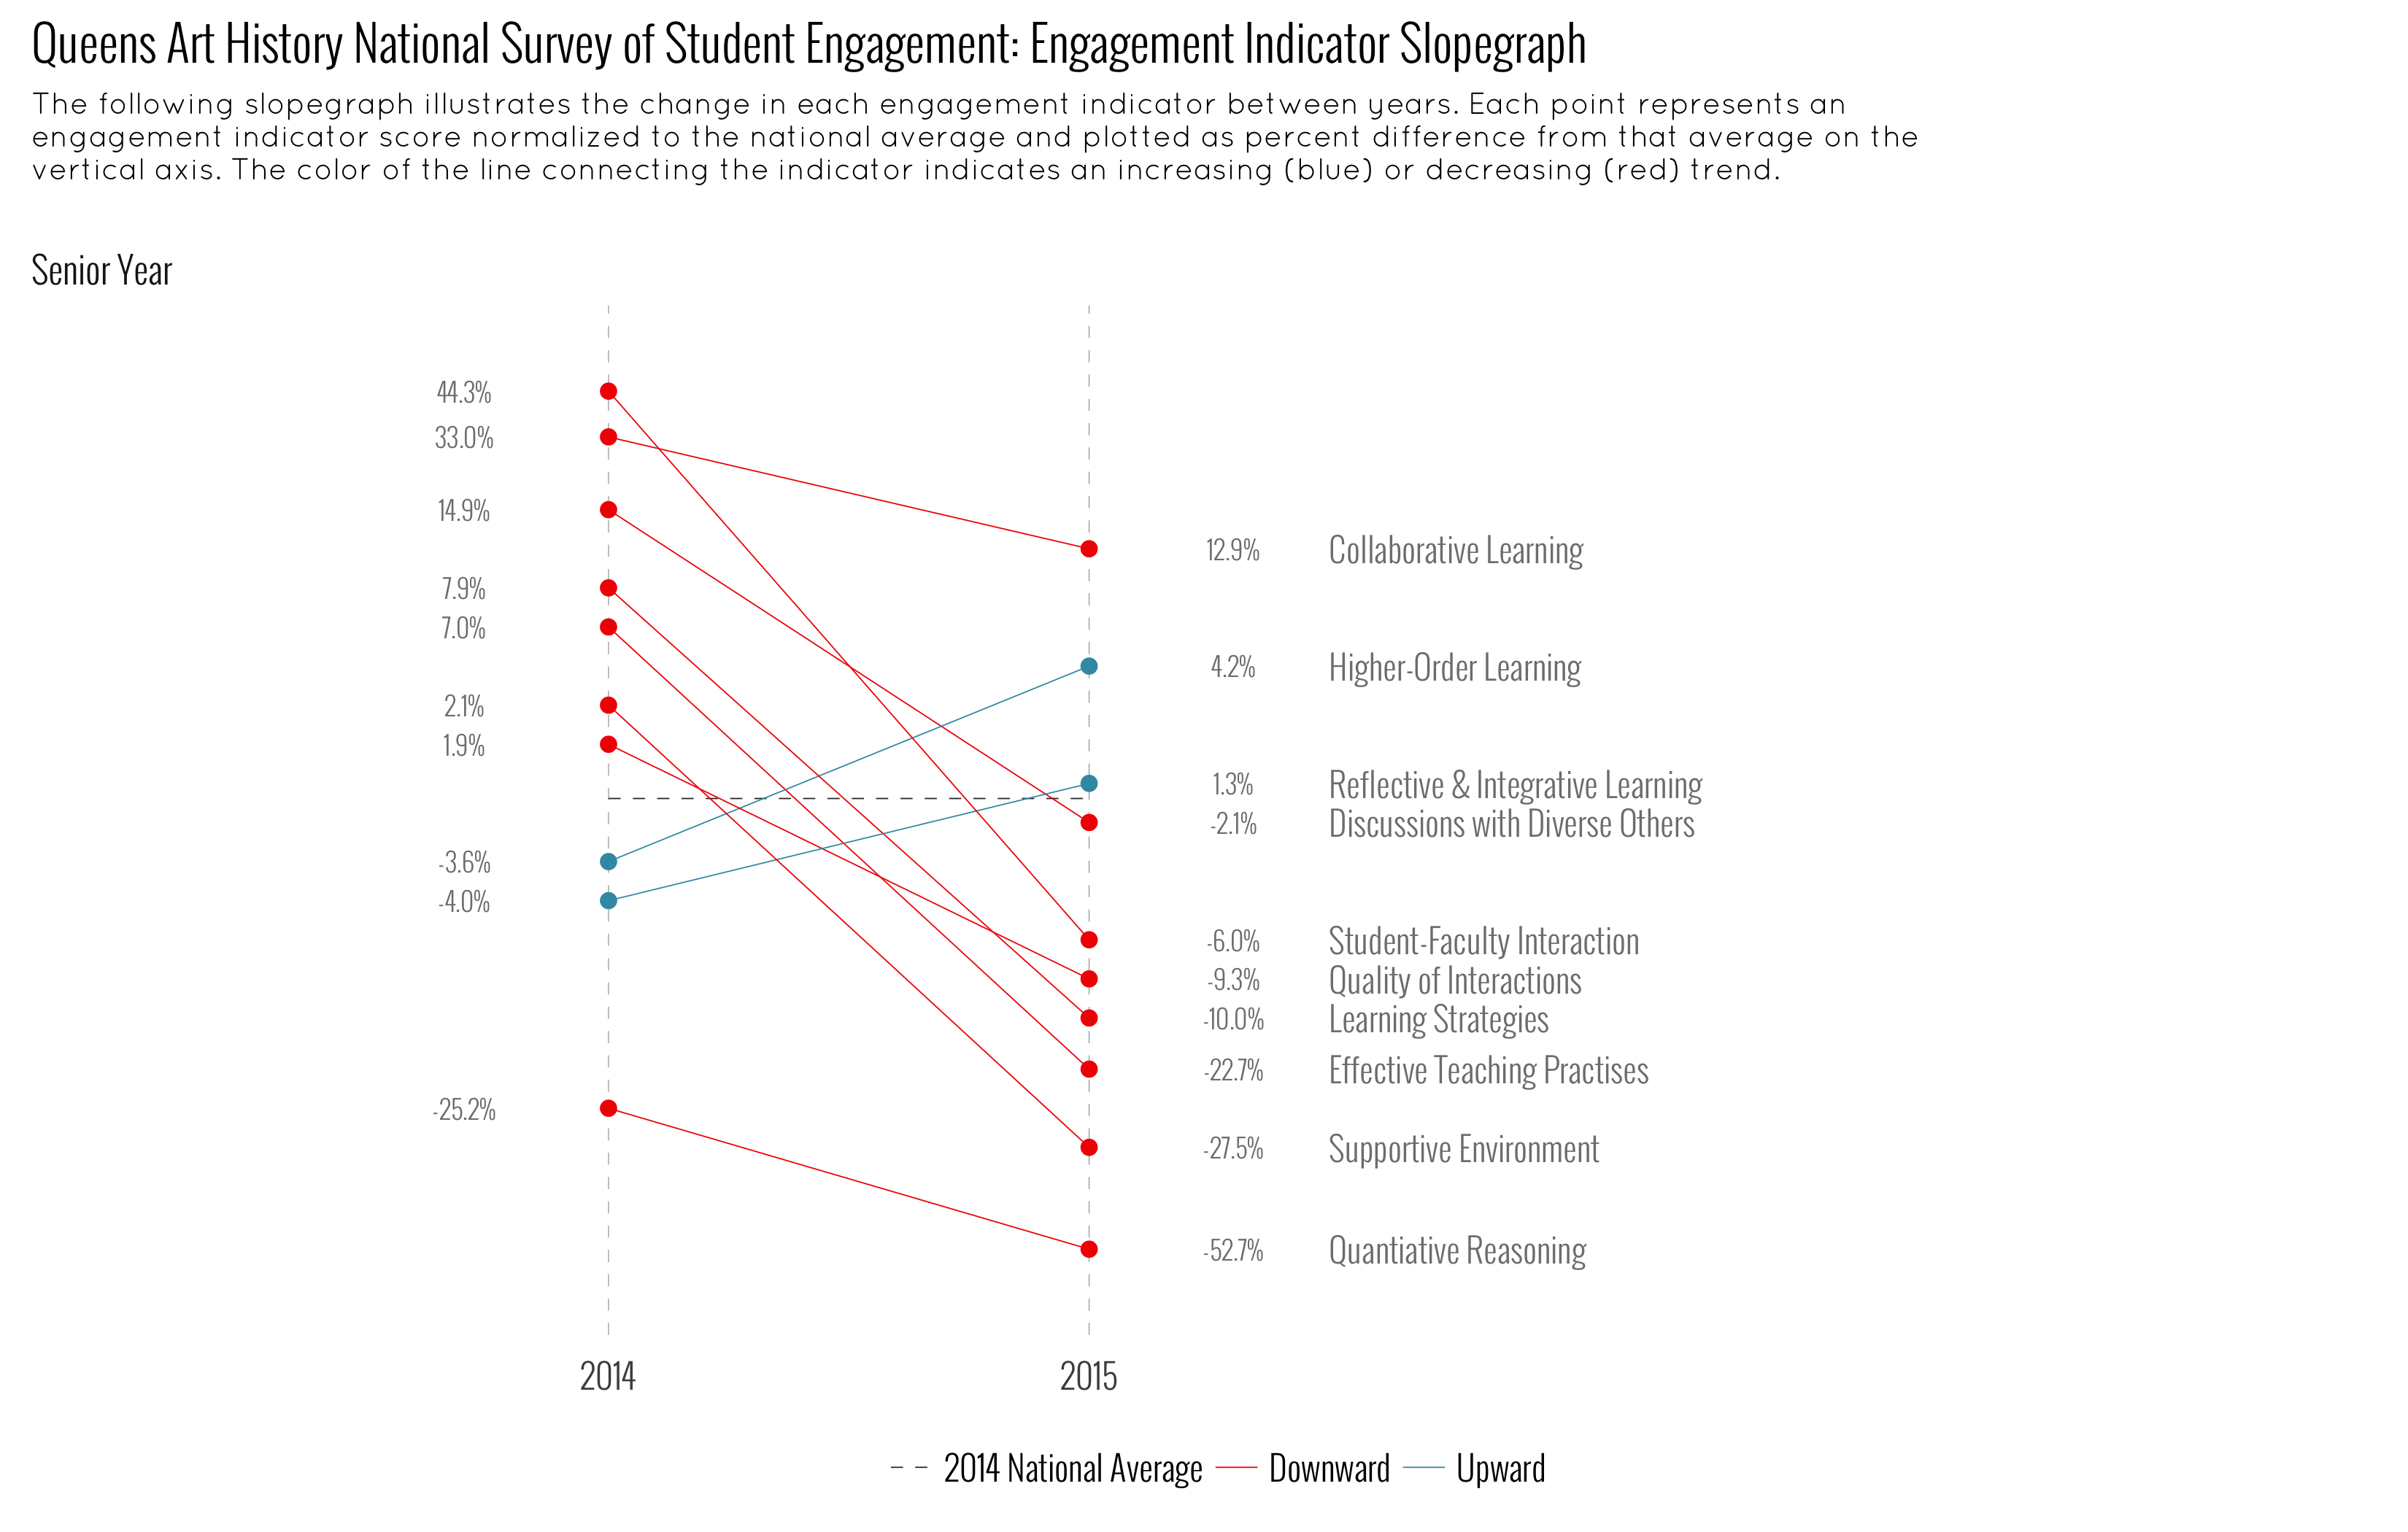 Queens Art History National Survey of Student Engagement: Engagement Indicator Slopegraph
The following slopegraph illustrates the change in each engagement indicator between years. Each point represents an
engagement indicator score normalized to the national average and plotted as percent difference from that average on the
vertical axis. The color of the line connecting the indicator indicates an increasing (blue) or decreasing (red) trend.
Senior Year
44.3%
33.0%
14.9%
12.9% Collaborative Learning
7.9%
7.0%
4.2% Higher-Order Learning
2.1%
1.9%
1.3% Reflective & Integrative Learning
-2.1% Discussions with Diverse Others
-3.6%
-4.0%
-6.0% Student-Faculty Interaction
-9.3% Quality of Interactions
-10.0% Learning Strategies
-22.7% Effective Teaching Practises
-25.2%
-27.5% Supportive Environment
-52.7% Quantiative Reasoning
2014 2015
2014 National Average Downward Upward